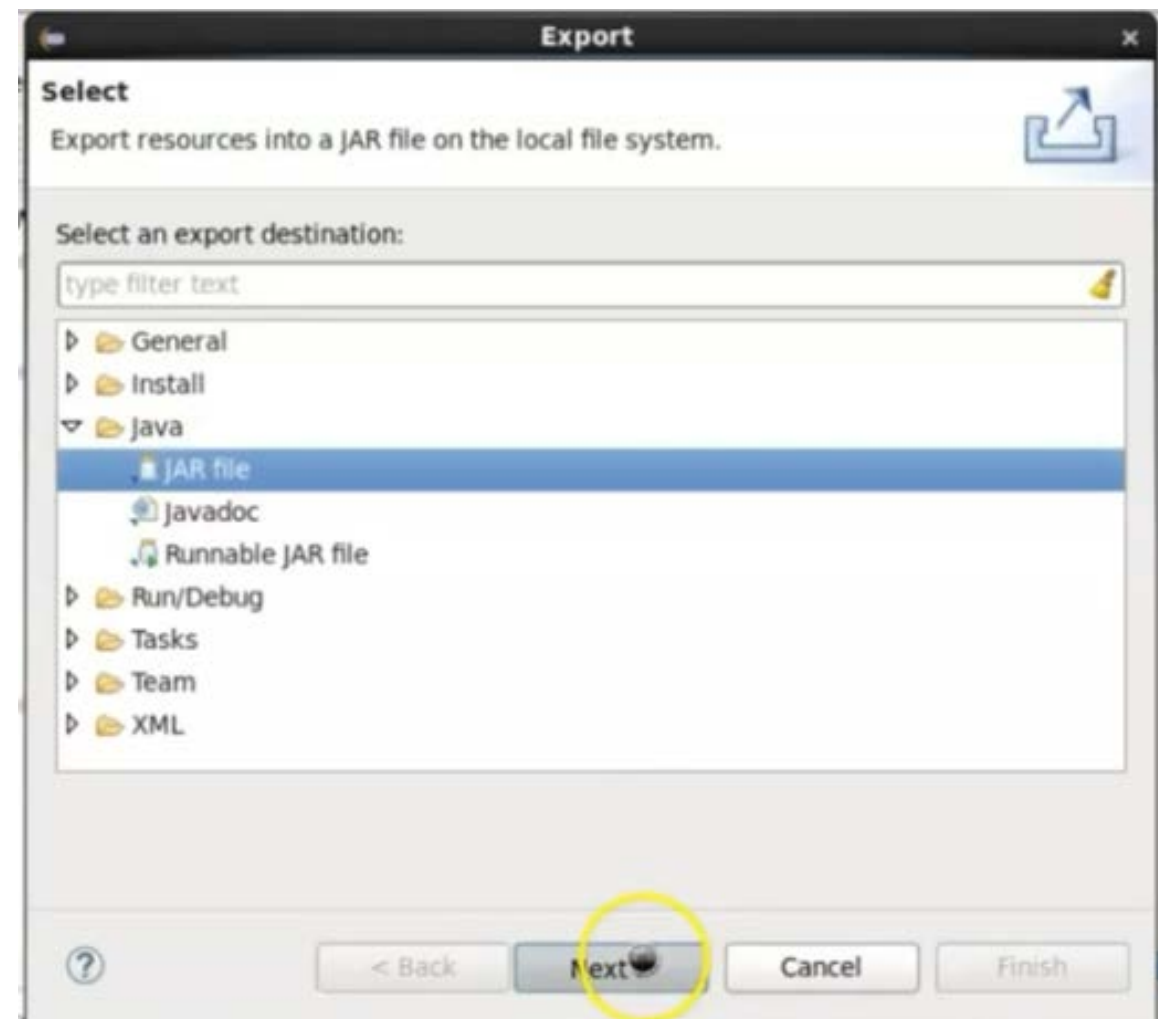 Export
Select
Export resources into a JAR file on the local file system.
Select an export destination:
type filter text
General
Install
Java
JAR file
Javadoc
Runnable JAR file
Run/Debug
Tasks
Team
XML
< Back
Next
Cancel
Finish